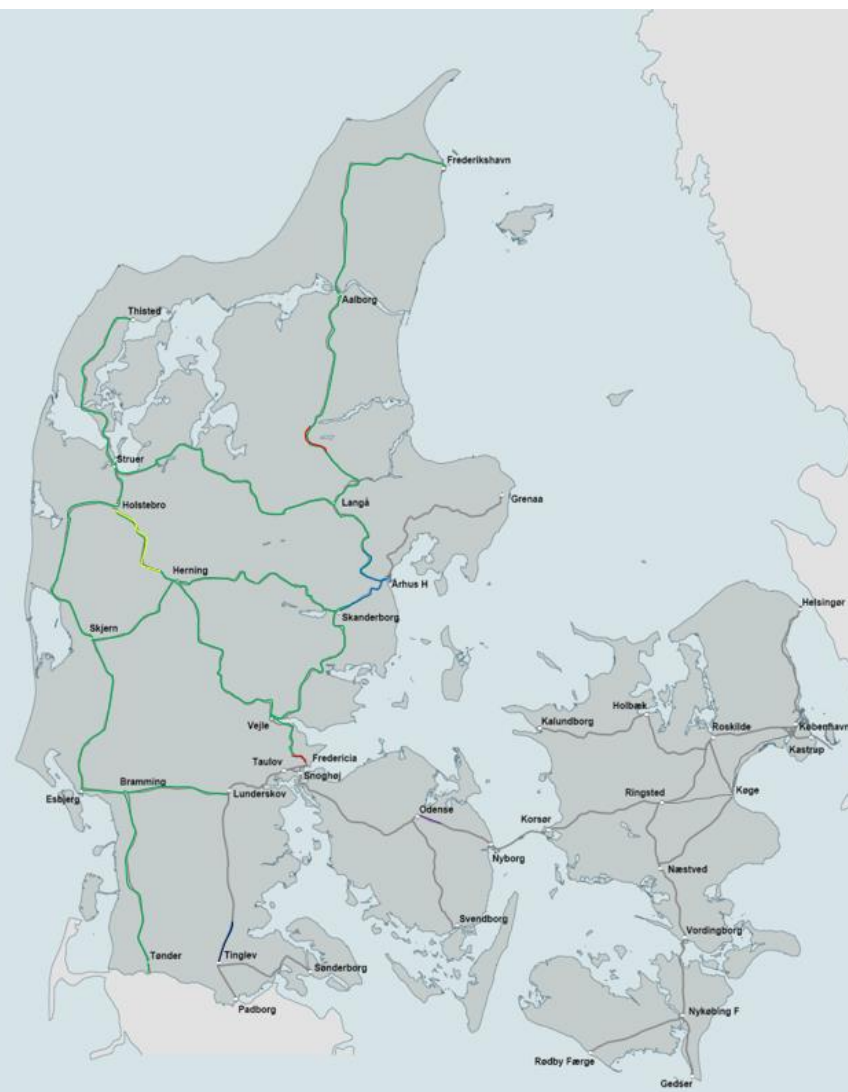 Frederikshavn
Aalborg
Thisted
Struer
Holstebro
Langå
Grenaa
Herning
Århus H
Skanderborg
Skjern
Helsingør
Vejle
Holbæk
Kalundborg
Roskilde
København
Kastrup
Fredericia
Taulov
Snoghøj
Bramming
Esbjerg
Lunderskov
Ringsted
Køge
Odense
Korsør
Nyborg
Næstved
Svendborg
Vordingborg
Tønder
Tinglev
Sønderborg
Padborg
Nykøbing F
Rødby Færge
Gedser